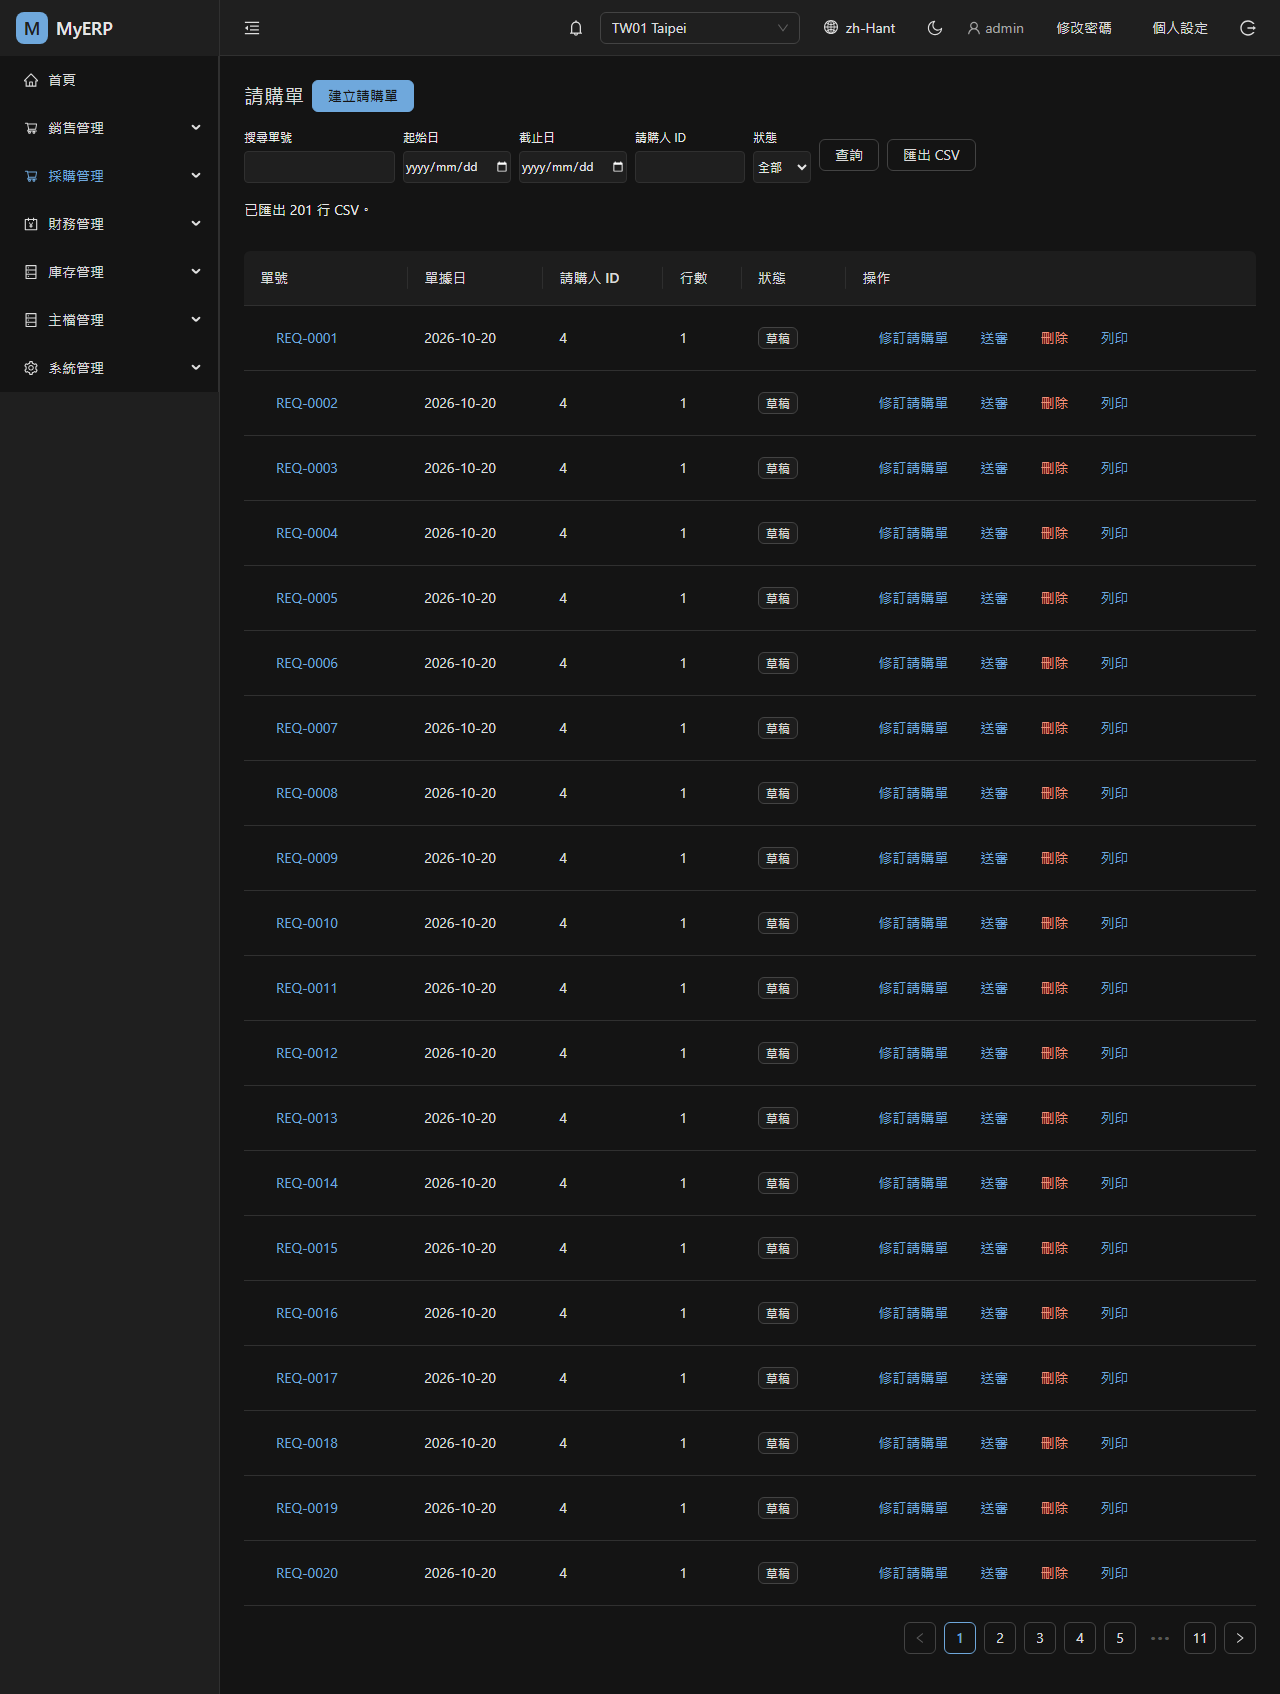 M MyERP
TW01 Taipei
zh-Hant
admin
修改密碼
個人設定
首頁
銷售管理
採購管理
財務管理
庫存管理
主檔管理
系統管理
請購單
建立請購單
搜尋單號 起始日 截止日 請購人 ID 狀態
yyyy/mm/dd yyyy/mm/dd 全部 查詢 匯出 CSV
已匯出 201 行 CSV。
單號 單據日 請購人 ID 行數 狀態 操作
REQ-0001 2026-10-20 4 1 草稿 修訂請購單 送審 刪除 列印
REQ-0002 2026-10-20 4 1 草稿 修訂請購單 送審 刪除 列印
REQ-0003 2026-10-20 4 1 草稿 修訂請購單 送審 刪除 列印
REQ-0004 2026-10-20 4 1 草稿 修訂請購單 送審 刪除 列印
REQ-0005 2026-10-20 4 1 草稿 修訂請購單 送審 刪除 列印
REQ-0006 2026-10-20 4 1 草稿 修訂請購單 送審 刪除 列印
REQ-0007 2026-10-20 4 1 草稿 修訂請購單 送審 刪除 列印
REQ-0008 2026-10-20 4 1 草稿 修訂請購單 送審 刪除 列印
REQ-0009 2026-10-20 4 1 草稿 修訂請購單 送審 刪除 列印
REQ-0010 2026-10-20 4 1 草稿 修訂請購單 送審 刪除 列印
REQ-0011 2026-10-20 4 1 草稿 修訂請購單 送審 刪除 列印
REQ-0012 2026-10-20 4 1 草稿 修訂請購單 送審 刪除 列印
REQ-0013 2026-10-20 4 1 草稿 修訂請購單 送審 刪除 列印
REQ-0014 2026-10-20 4 1 草稿 修訂請購單 送審 刪除 列印
REQ-0015 2026-10-20 4 1 草稿 修訂請購單 送審 刪除 列印
REQ-0016 2026-10-20 4 1 草稿 修訂請購單 送審 刪除 列印
REQ-0017 2026-10-20 4 1 草稿 修訂請購單 送審 刪除 列印
REQ-0018 2026-10-20 4 1 草稿 修訂請購單 送審 刪除 列印
REQ-0019 2026-10-20 4 1 草稿 修訂請購單 送審 刪除 列印
REQ-0020 2026-10-20 4 1 草稿 修訂請購單 送審 刪除 列印
1 2 3 4 5 ••• 11